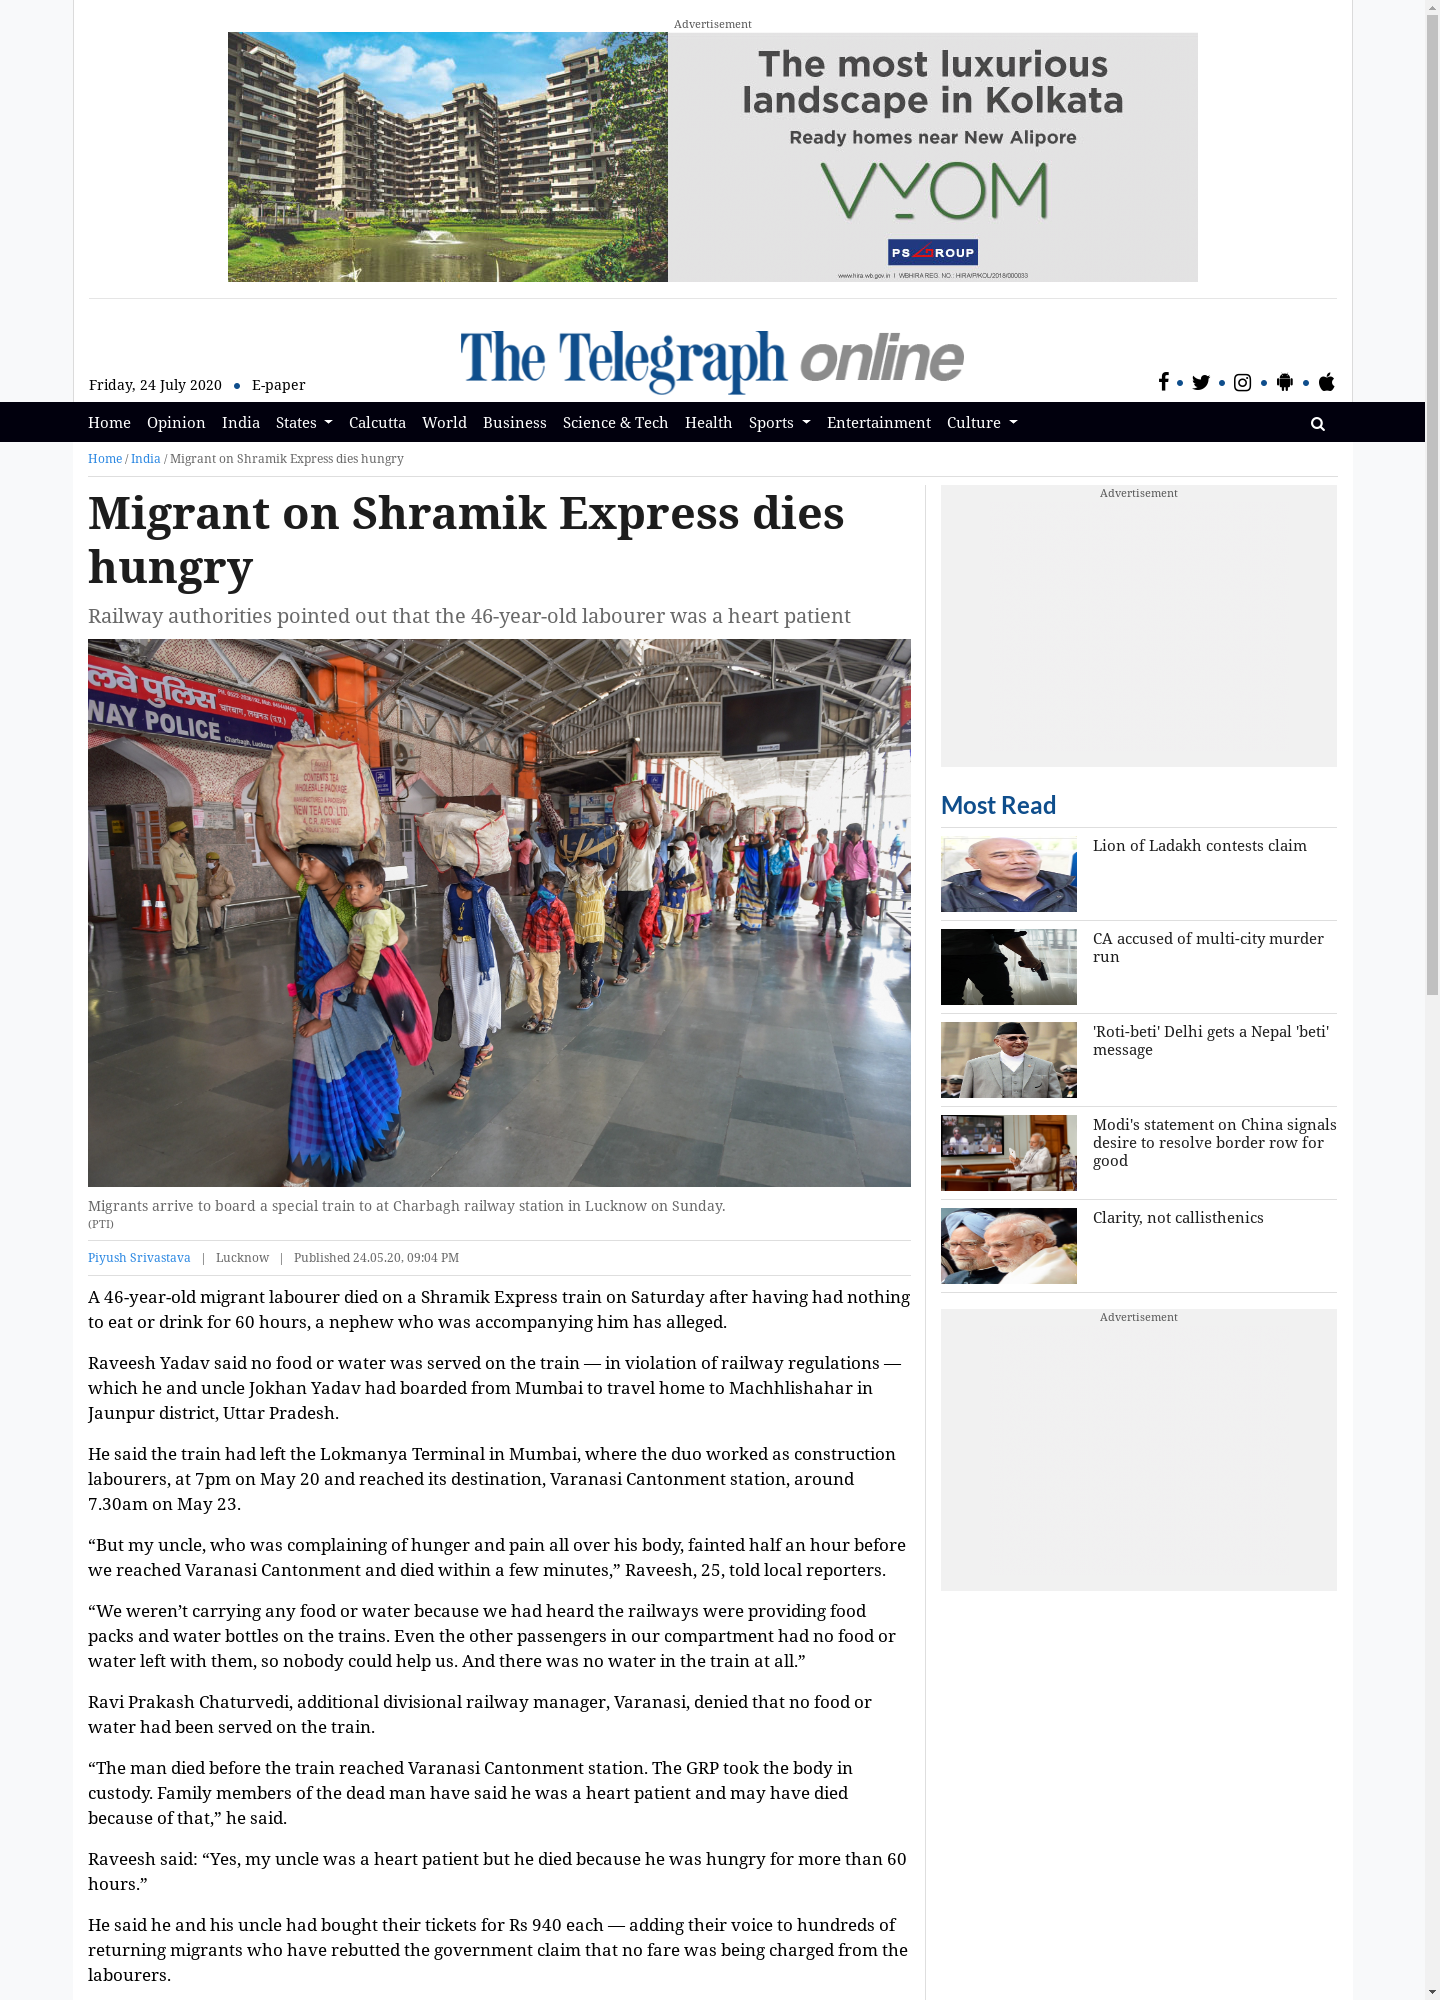 Advertisement
The most luxurious
landscape in Kolkata
Ready homes near New Alipore
VYOM
PS GROUP
www.hira.wb.gov.in I WBHIRA REG. NO.: HIRA/P/KOL/2018/000033
The Telegraph online
Friday, 24 July 2020 • E-paper
Home Opinion India States Calcutta World Business Science & Tech Health Sports Entertainment Culture
Home / India / Migrant on Shramik Express dies hungry
Migrant on Shramik Express dies
hungry
Railway authorities pointed out that the 46-year-old labourer was a heart patient
लवे पुलिस
WAY POLICE
चारबाग, लखनऊ (उ.प्र.)
Charbagh, Lucknow
CONTENTS TEA
WHOLESALE PACKAGE
NEW TEA CO. LTD.
Migrants arrive to board a special train to at Charbagh railway station in Lucknow on Sunday.
(PTI)
Piyush Srivastava | Lucknow | Published 24.05.20, 09:04 PM
A 46-year-old migrant labourer died on a Shramik Express train on Saturday after having had nothing
to eat or drink for 60 hours, a nephew who was accompanying him has alleged.
Raveesh Yadav said no food or water was served on the train — in violation of railway regulations —
which he and uncle Jokhan Yadav had boarded from Mumbai to travel home to Machhlishahar in
Jaunpur district, Uttar Pradesh.
He said the train had left the Lokmanya Terminal in Mumbai, where the duo worked as construction
labourers, at 7pm on May 20 and reached its destination, Varanasi Cantonment station, around
7.30am on May 23.
“But my uncle, who was complaining of hunger and pain all over his body, fainted half an hour before
we reached Varanasi Cantonment and died within a few minutes,” Raveesh, 25, told local reporters.
“We weren’t carrying any food or water because we had heard the railways were providing food
packs and water bottles on the trains. Even the other passengers in our compartment had no food or
water left with them, so nobody could help us. And there was no water in the train at all.”
Ravi Prakash Chaturvedi, additional divisional railway manager, Varanasi, denied that no food or
water had been served on the train.
“The man died before the train reached Varanasi Cantonment station. The GRP took the body in
custody. Family members of the dead man have said he was a heart patient and may have died
because of that,” he said.
Raveesh said: “Yes, my uncle was a heart patient but he died because he was hungry for more than 60
hours.”
He said he and his uncle had bought their tickets for Rs 940 each — adding their voice to hundreds of
returning migrants who have rebutted the government claim that no fare was being charged from the
labourers.
Advertisement
Most Read
Lion of Ladakh contests claim
CA accused of multi-city murder
run
'Roti-beti' Delhi gets a Nepal 'beti'
message
Modi's statement on China signals
desire to resolve border row for
good
Clarity, not callisthenics
Advertisement